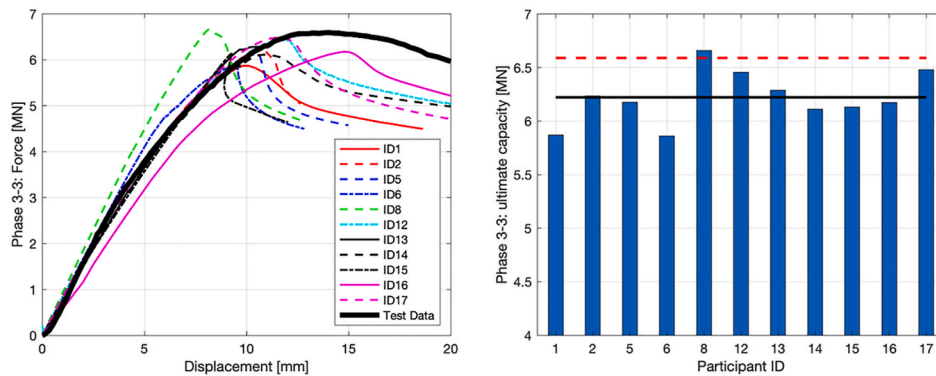 Phase 3-3: Force [MN]
7
6
5
4
3
2
1
0
0
5
10
15
20
Displacement [mm]
ID1
ID2
ID5
ID6
ID8
ID12
ID13
ID14
ID15
ID16
ID17
Test Data
Phase 3-3: ultimate capacity [MN]
7
6.5
6
5.5
5
4.5
4
1 2 5 6 8 12 13 14 15 16 17
Participant ID